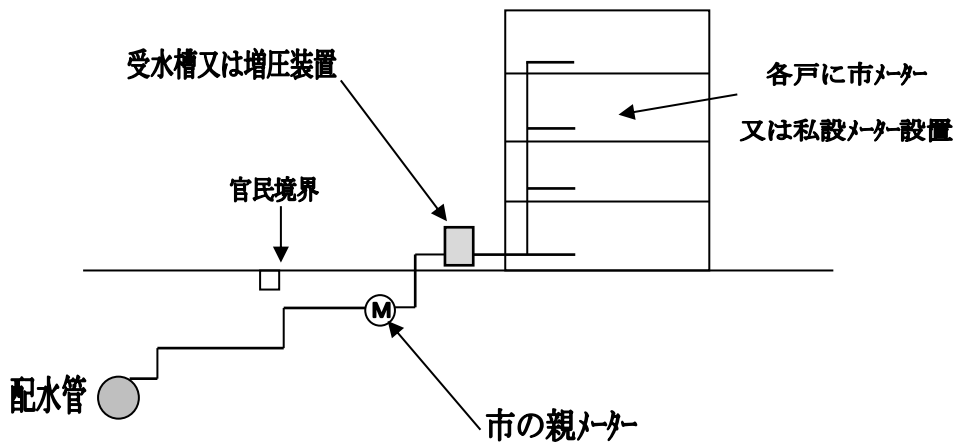 受水槽又は増圧装置
各戸に市ﾒｰﾀｰ
又は私設ﾒｰﾀｰ設置
官民境界
M
配水管
市の親ﾒｰﾀｰ